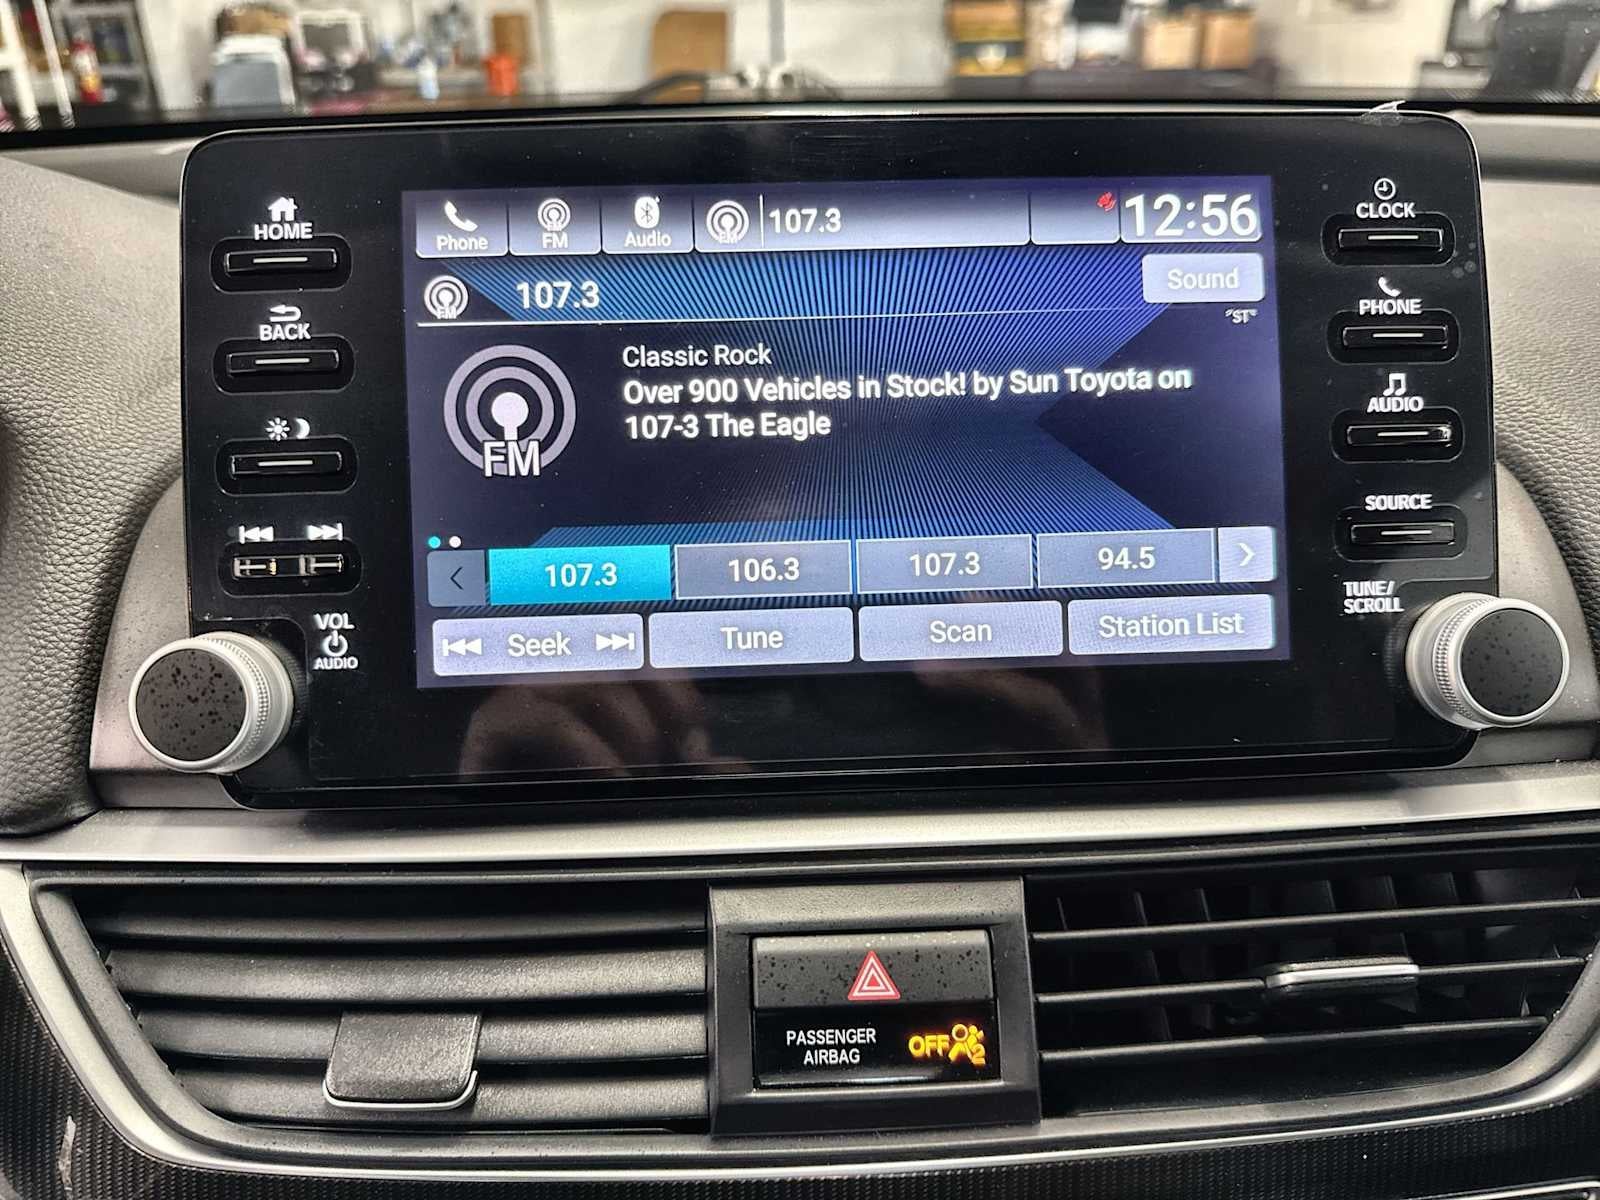 HOME
BACK
VOL
AUDIO
Phone
FM
Audio
FM
107.3
12:56
FM
107.3
Sound
"ST"
FM
Classic Rock
Over 900 Vehicles in Stock! by Sun Toyota on
107-3 The Eagle
107.3
106.3
107.3
94.5
Seek
Tune
Scan
Station List
CLOCK
PHONE
AUDIO
SOURCE
TUNE/
SCROLL
PASSENGER
AIRBAG
OFF
2